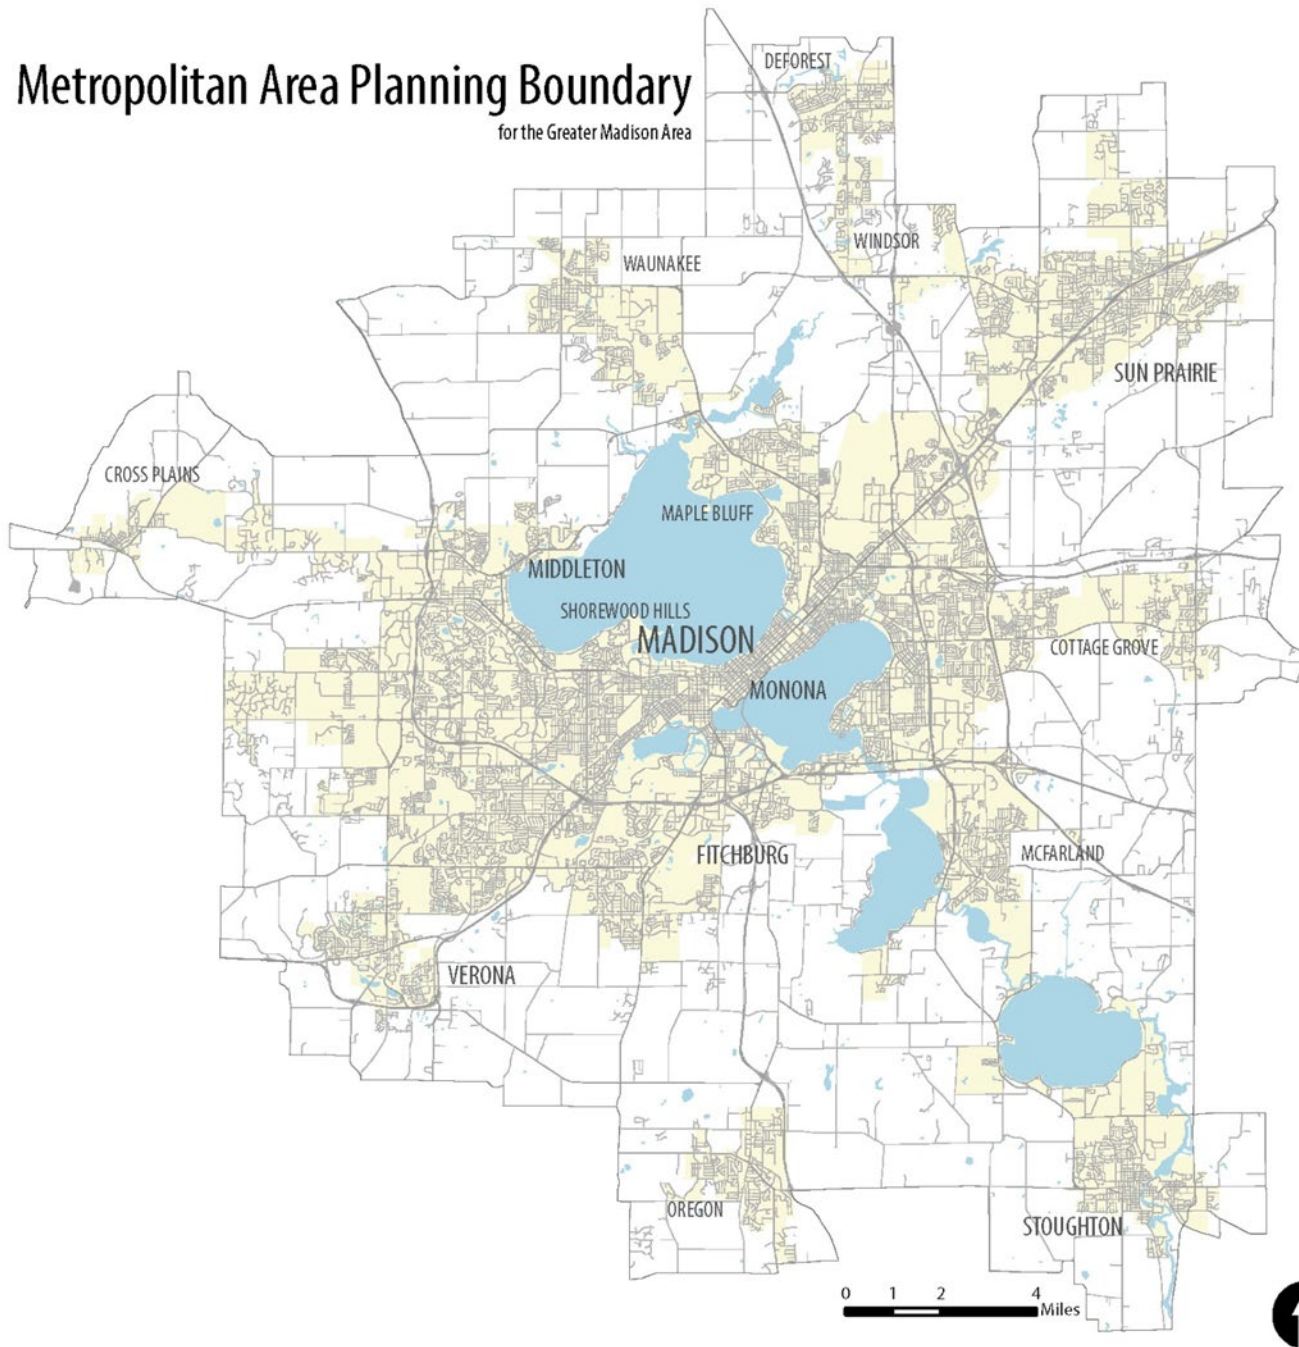 Metropolitan Area Planning Boundary
for the Greater Madison Area
DEFOREST
WINDSOR
WAUNAKEE
SUN PRAIRIE
CROSS PLAINS
MAPLE BLUFF
MIDDLETON
SHOREWOOD HILLS
MADISON
COTTAGE GROVE
MONONA
FITCHBURG
MCFARLAND
VERONA
OREGON
STOUGHTON
0 1 2 4
Miles